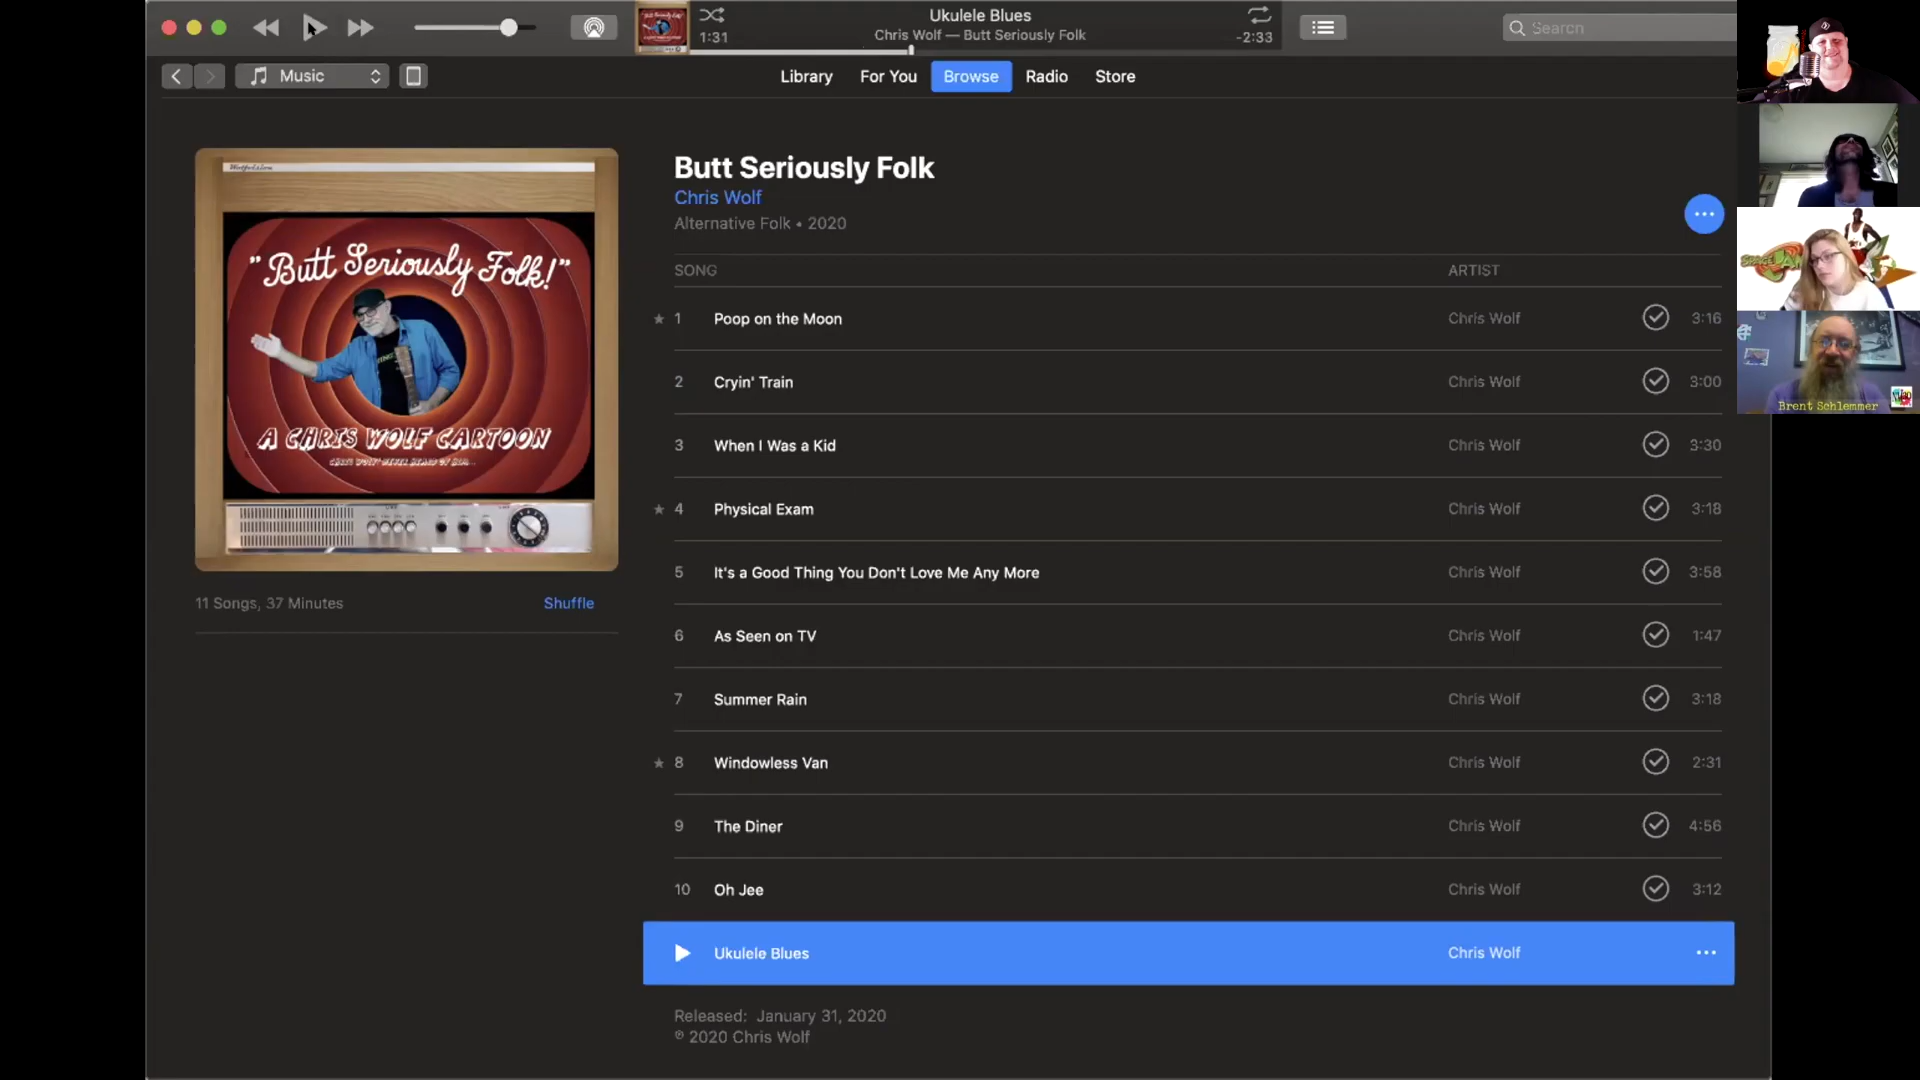 Ukulele Blues
1:31
Chris Wolf — Butt Seriously Folk
-2:33
Search
Music
Library
For You
Browse
Radio
Store
"Butt Seriously Folk!"
A CHRIS WOLF CARTOON
CHRIS WOLF? NEVER HEARD OF HIM...
11 Songs, 37 Minutes
Shuffle
Butt Seriously Folk
Chris Wolf
Alternative Folk • 2020
SONG ARTIST
★ 1 Poop on the Moon Chris Wolf 3:16
2 Cryin' Train Chris Wolf 3:00
3 When I Was a Kid Chris Wolf 3:30
★ 4 Physical Exam Chris Wolf 3:18
5 It's a Good Thing You Don't Love Me Any More Chris Wolf 3:58
6 As Seen on TV Chris Wolf 1:47
7 Summer Rain Chris Wolf 3:18
★ 8 Windowless Van Chris Wolf 2:31
9 The Diner Chris Wolf 4:56
10 Oh Jee Chris Wolf 3:12
Ukulele Blues Chris Wolf
Released: January 31, 2020
℗ 2020 Chris Wolf
Brent Schlemmer